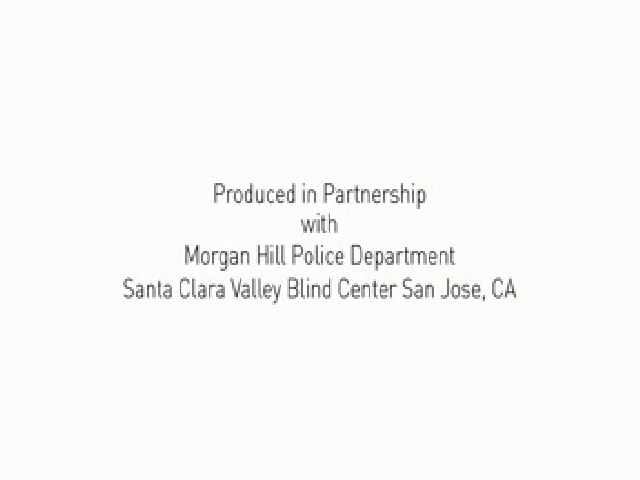 Produced in Partnership
with
Morgan Hill Police Department
Santa Clara Valley Blind Center San Jose, CA